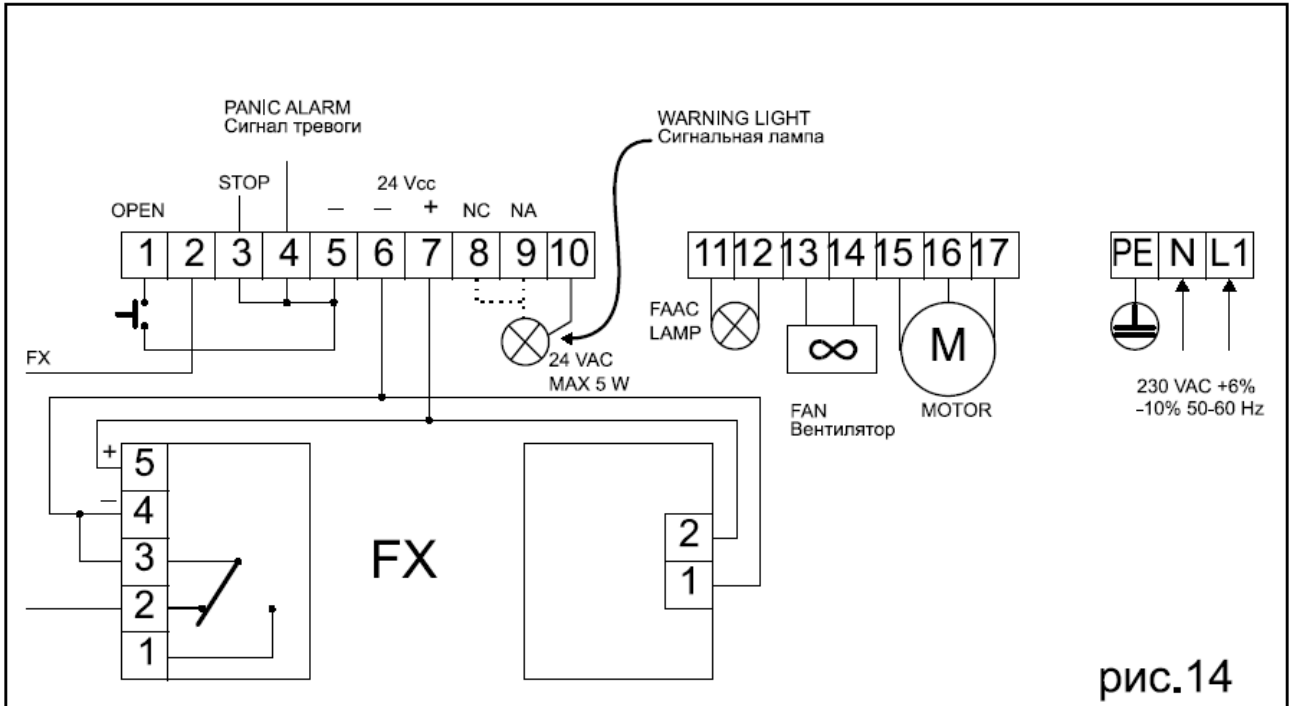 PANIC ALARM
Сигнал тревоги
WARNING LIGHT
Сигнальная лампа
STOP
24 Vcc
OPEN
– – +
NC NA
1 2 3 4 5 6 7 8 9 10
11 12 13 14 15 16 17
PE N L1
FAAC
LAMP
M
FX
24 VAC
MAX 5 W
FAN
Вентилятор
MOTOR
230 VAC +6%
-10% 50-60 Hz
+
5
–
4
3
2
1
FX
2
1
рис.14